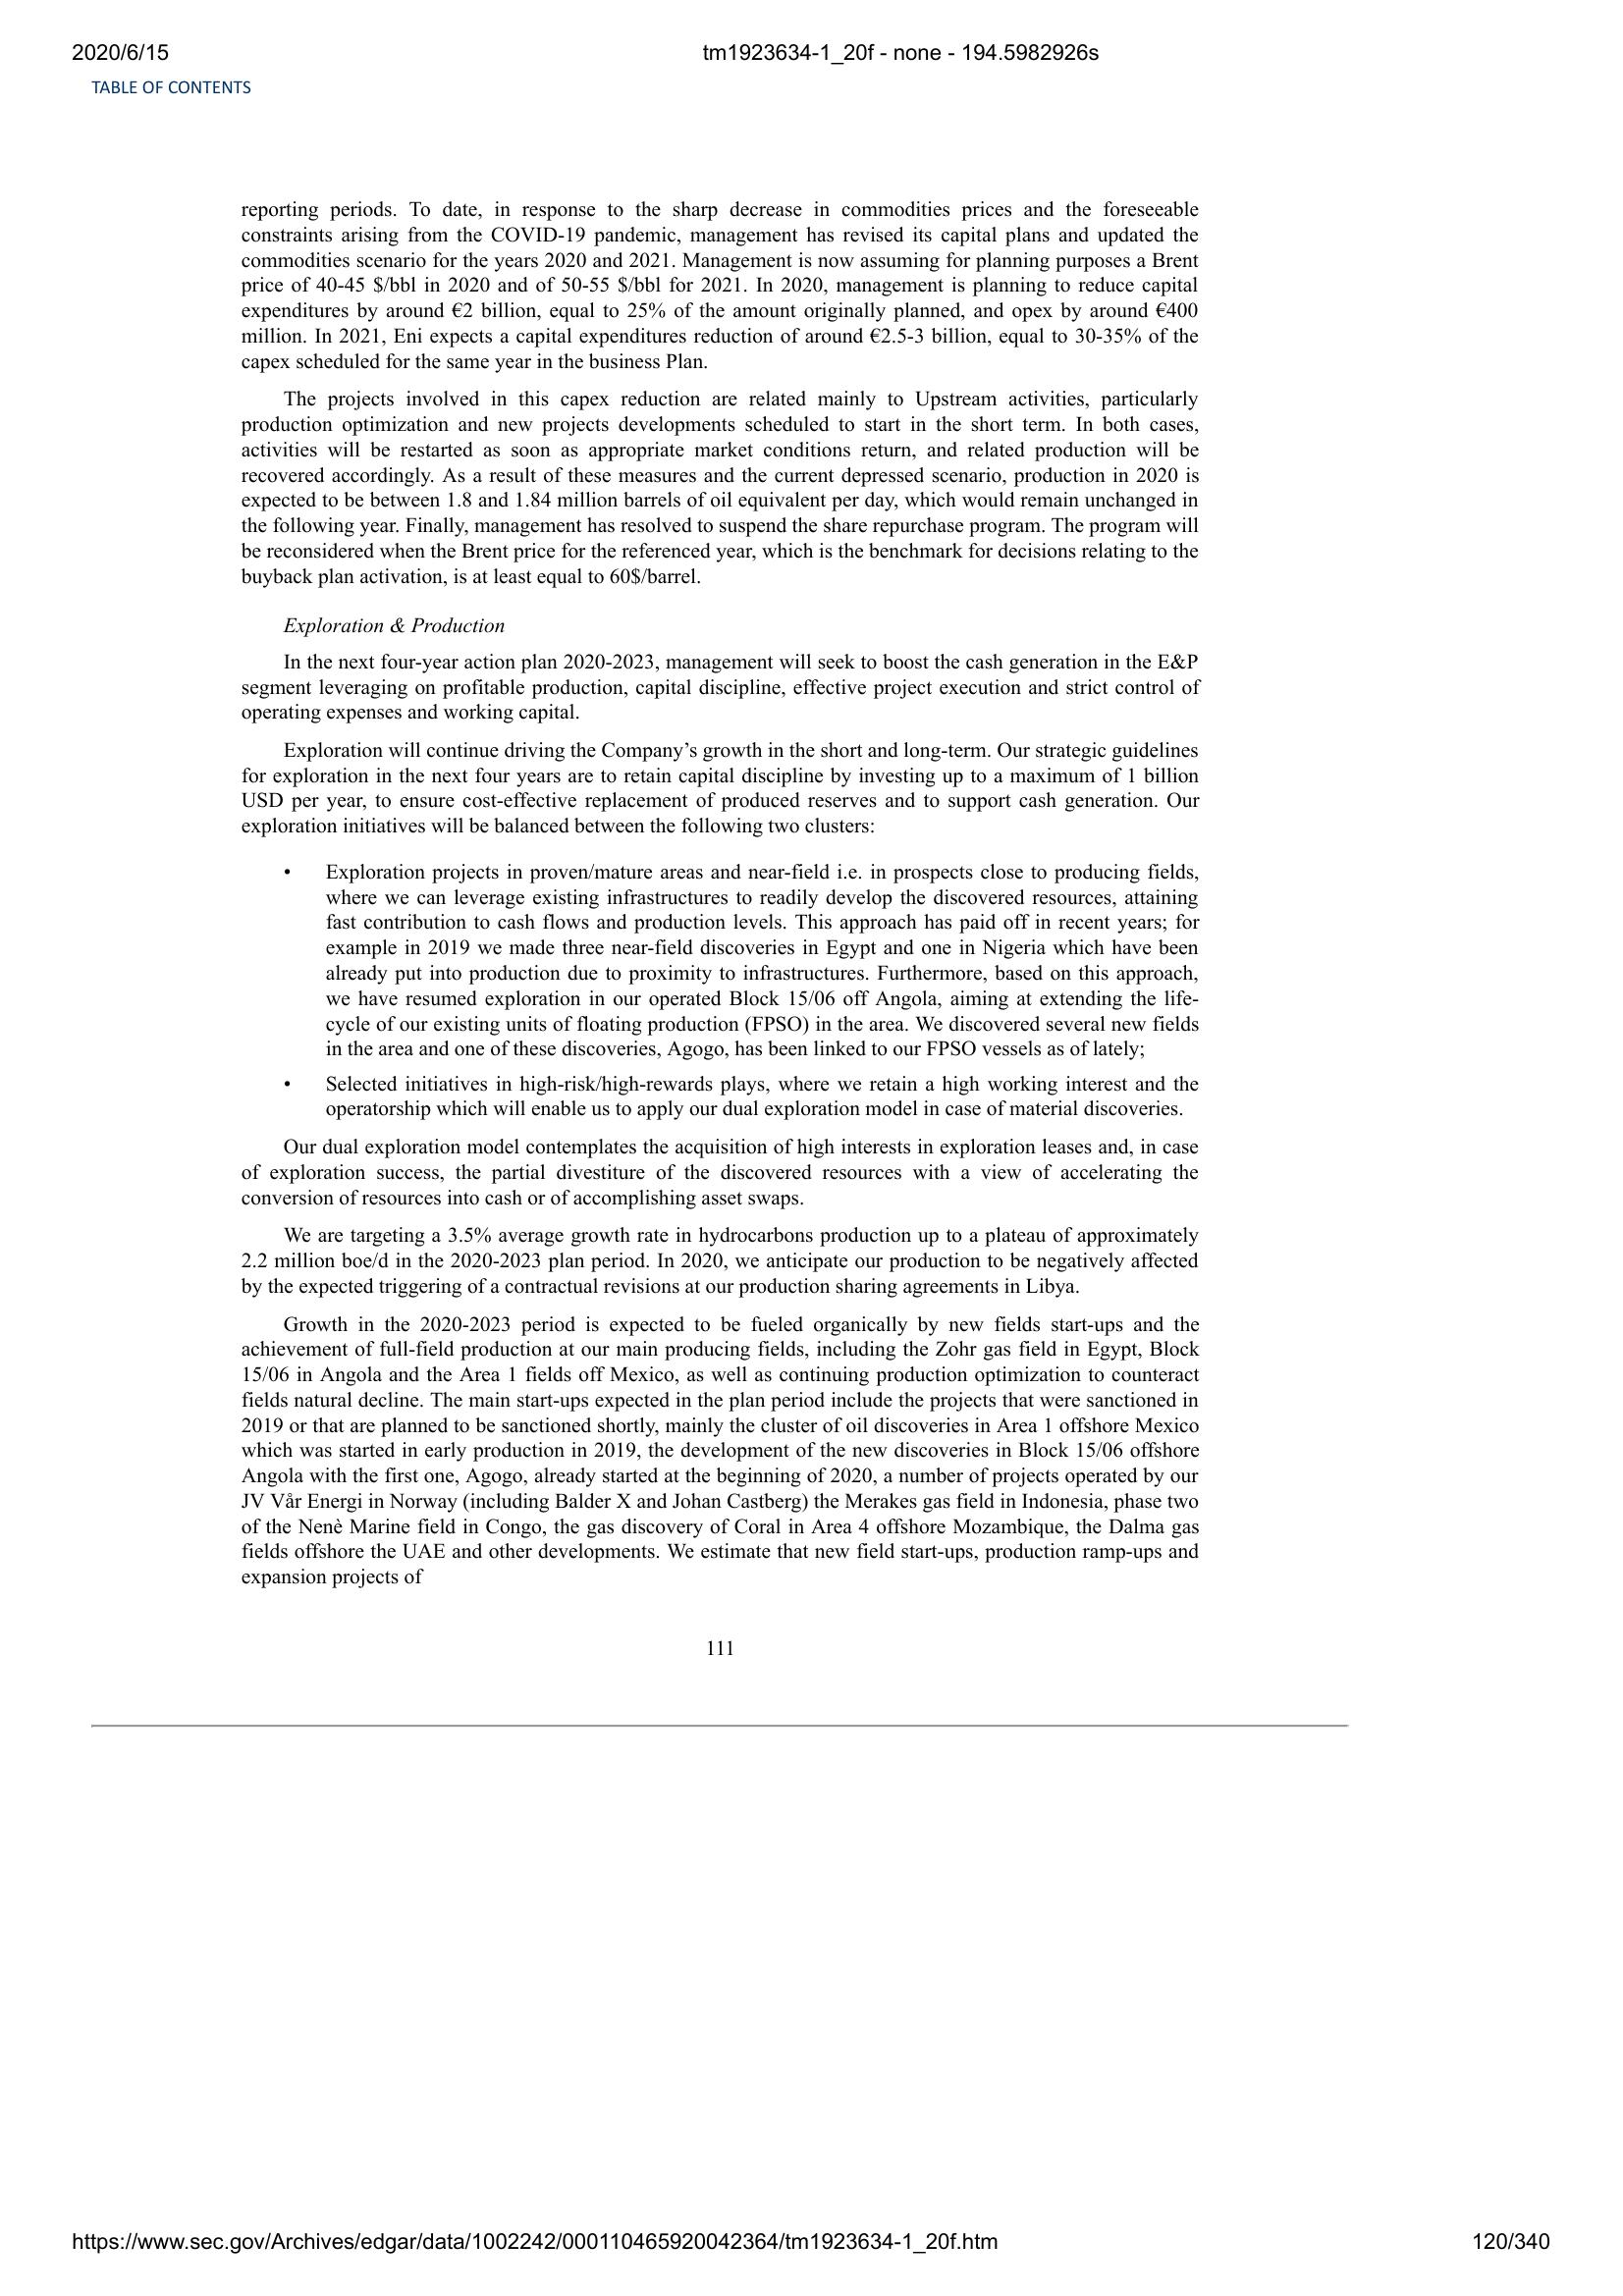 2020/6/15
tm1923634-1_20f - none - 194.5982926s
TABLE OF CONTENTS
reporting periods. To date, in response to the sharp decrease in commodities prices and the foreseeable
constraints arising from the COVID-19 pandemic, management has revised its capital plans and updated the
commodities scenario for the years 2020 and 2021. Management is now assuming for planning purposes a Brent
price of 40-45 $/bbl in 2020 and of 50-55 $/bbl for 2021. In 2020, management is planning to reduce capital
expenditures by around €2 billion, equal to 25% of the amount originally planned, and opex by around €400
million. In 2021, Eni expects a capital expenditures reduction of around €2.5-3 billion, equal to 30-35% of the
capex scheduled for the same year in the business Plan.
The projects involved in this capex reduction are related mainly to Upstream activities, particularly
production optimization and new projects developments scheduled to start in the short term. In both cases,
activities will be restarted as soon as appropriate market conditions return, and related production will be
recovered accordingly. As a result of these measures and the current depressed scenario, production in 2020 is
expected to be between 1.8 and 1.84 million barrels of oil equivalent per day, which would remain unchanged in
the following year. Finally, management has resolved to suspend the share repurchase program. The program will
be reconsidered when the Brent price for the referenced year, which is the benchmark for decisions relating to the
buyback plan activation, is at least equal to 60$/barrel.
Exploration & Production
In the next four-year action plan 2020-2023, management will seek to boost the cash generation in the E&P
segment leveraging on profitable production, capital discipline, effective project execution and strict control of
operating expenses and working capital.
Exploration will continue driving the Company’s growth in the short and long-term. Our strategic guidelines
for exploration in the next four years are to retain capital discipline by investing up to a maximum of 1 billion
USD per year, to ensure cost-effective replacement of produced reserves and to support cash generation. Our
exploration initiatives will be balanced between the following two clusters:
• Exploration projects in proven/mature areas and near-field i.e. in prospects close to producing fields,
where we can leverage existing infrastructures to readily develop the discovered resources, attaining
fast contribution to cash flows and production levels. This approach has paid off in recent years; for
example in 2019 we made three near-field discoveries in Egypt and one in Nigeria which have been
already put into production due to proximity to infrastructures. Furthermore, based on this approach,
we have resumed exploration in our operated Block 15/06 off Angola, aiming at extending the life-
cycle of our existing units of floating production (FPSO) in the area. We discovered several new fields
in the area and one of these discoveries, Agogo, has been linked to our FPSO vessels as of lately;
• Selected initiatives in high-risk/high-rewards plays, where we retain a high working interest and the
operatorship which will enable us to apply our dual exploration model in case of material discoveries.
Our dual exploration model contemplates the acquisition of high interests in exploration leases and, in case
of exploration success, the partial divestiture of the discovered resources with a view of accelerating the
conversion of resources into cash or of accomplishing asset swaps.
We are targeting a 3.5% average growth rate in hydrocarbons production up to a plateau of approximately
2.2 million boe/d in the 2020-2023 plan period. In 2020, we anticipate our production to be negatively affected
by the expected triggering of a contractual revisions at our production sharing agreements in Libya.
Growth in the 2020-2023 period is expected to be fueled organically by new fields start-ups and the
achievement of full-field production at our main producing fields, including the Zohr gas field in Egypt, Block
15/06 in Angola and the Area 1 fields off Mexico, as well as continuing production optimization to counteract
fields natural decline. The main start-ups expected in the plan period include the projects that were sanctioned in
2019 or that are planned to be sanctioned shortly, mainly the cluster of oil discoveries in Area 1 offshore Mexico
which was started in early production in 2019, the development of the new discoveries in Block 15/06 offshore
Angola with the first one, Agogo, already started at the beginning of 2020, a number of projects operated by our
JV Vår Energi in Norway (including Balder X and Johan Castberg) the Merakes gas field in Indonesia, phase two
of the Nenè Marine field in Congo, the gas discovery of Coral in Area 4 offshore Mozambique, the Dalma gas
fields offshore the UAE and other developments. We estimate that new field start-ups, production ramp-ups and
expansion projects of
111
https://www.sec.gov/Archives/edgar/data/1002242/000110465920042364/tm1923634-1_20f.htm
120/340